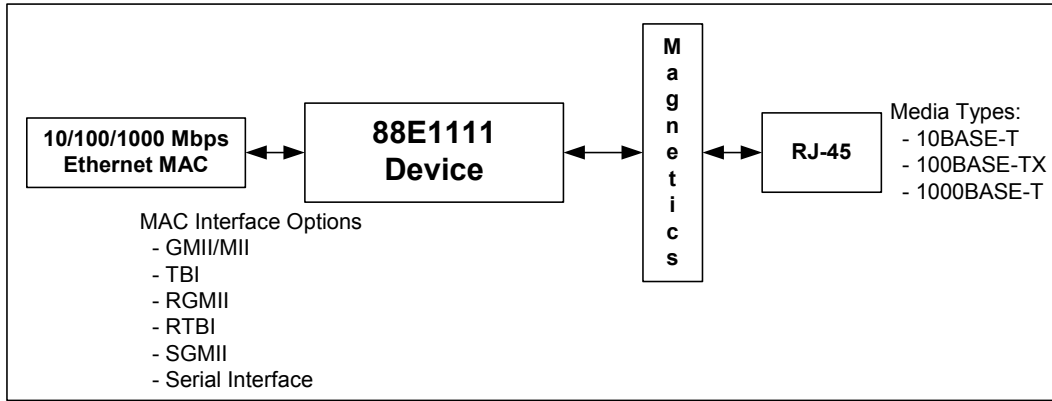 10/100/1000 Mbps
Ethernet MAC
88E1111
Device
Magnetics
RJ-45
Media Types:
- 10BASE-T
- 100BASE-TX
- 1000BASE-T
MAC Interface Options
- GMII/MII
- TBI
- RGMII
- RTBI
- SGMII
- Serial Interface